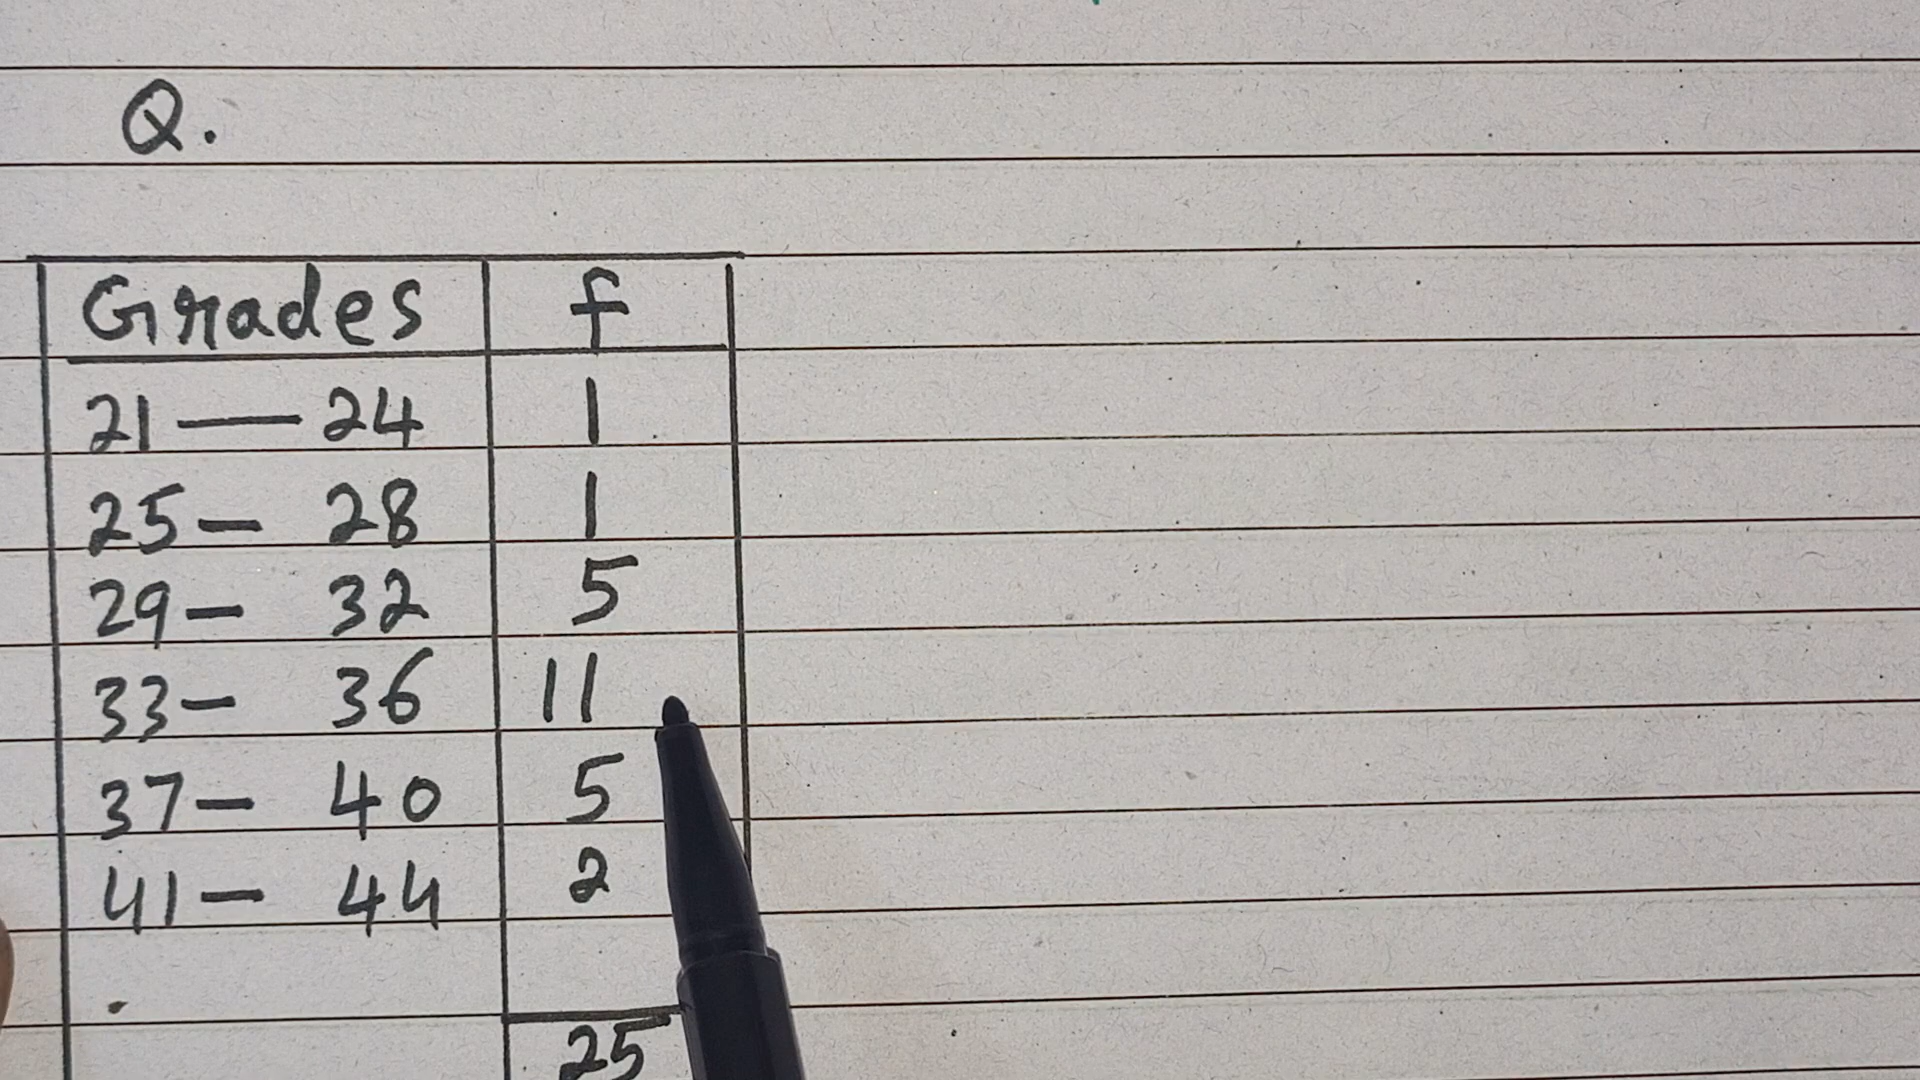 Q.
Grades f
21 — 24 1
25 — 28 1
29 — 32 5
33 — 36 11
37 — 40 5
41 — 44 2
.
25